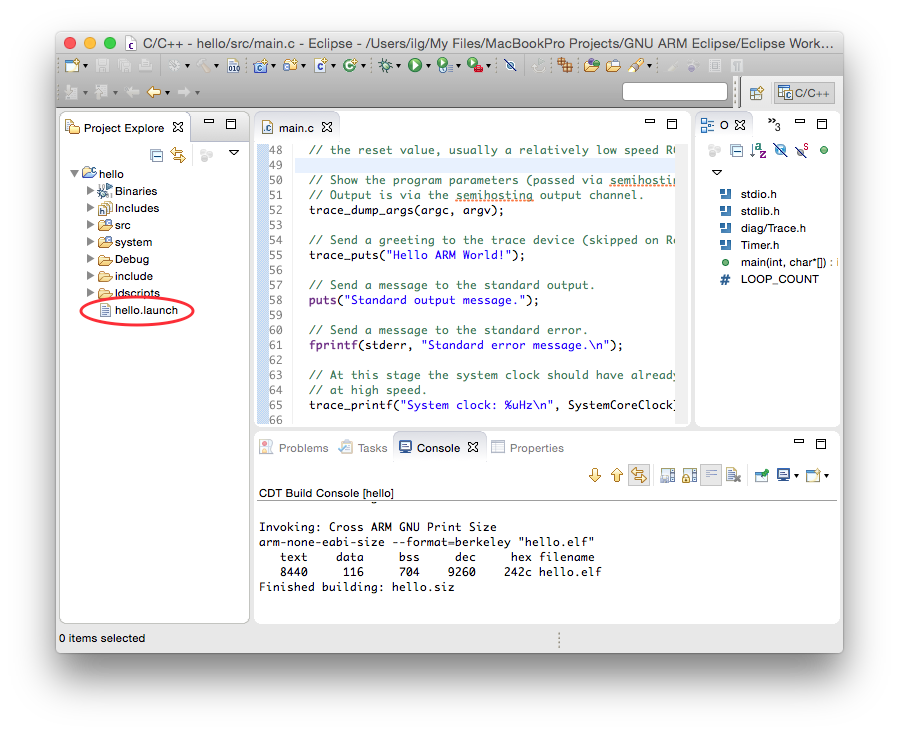 C/C++ - hello/src/main.c - Eclipse - /Users/ilg/My Files/MacBookPro Projects/GNU ARM Eclipse/Eclipse Work...
C/C++
Project Explore
hello
Binaries
Includes
src
system
Debug
include
ldscripts
hello.launch
main.c
48 // the reset value, usually a relatively low speed
49
50 // Show the program parameters (passed via semihosting
51 // Output is via the semihosting output channel.
52 trace_dump_args(argc, argv);
53
54 // Send a greeting to the trace device (skipped on Re
55 trace_puts("Hello ARM World!");
56
57 // Send a message to the standard output.
58 puts("Standard output message.");
59
60 // Send a message to the standard error.
61 fprintf(stderr, "Standard error message.\n");
62
63 // At this stage the system clock should have already
64 // at high speed.
65 trace_printf("System clock: %uHz\n", SystemCoreClock)
66
O
»3
stdio.h
stdlib.h
diag/Trace.h
Timer.h
main(int, char*[]) : i
# LOOP_COUNT
Problems Tasks Console Properties
CDT Build Console [hello]
Invoking: Cross ARM GNU Print Size
arm-none-eabi-size --format=berkeley "hello.elf"
text data bss dec hex filename
8440 116 704 9260 242c hello.elf
Finished building: hello.siz
0 items selected